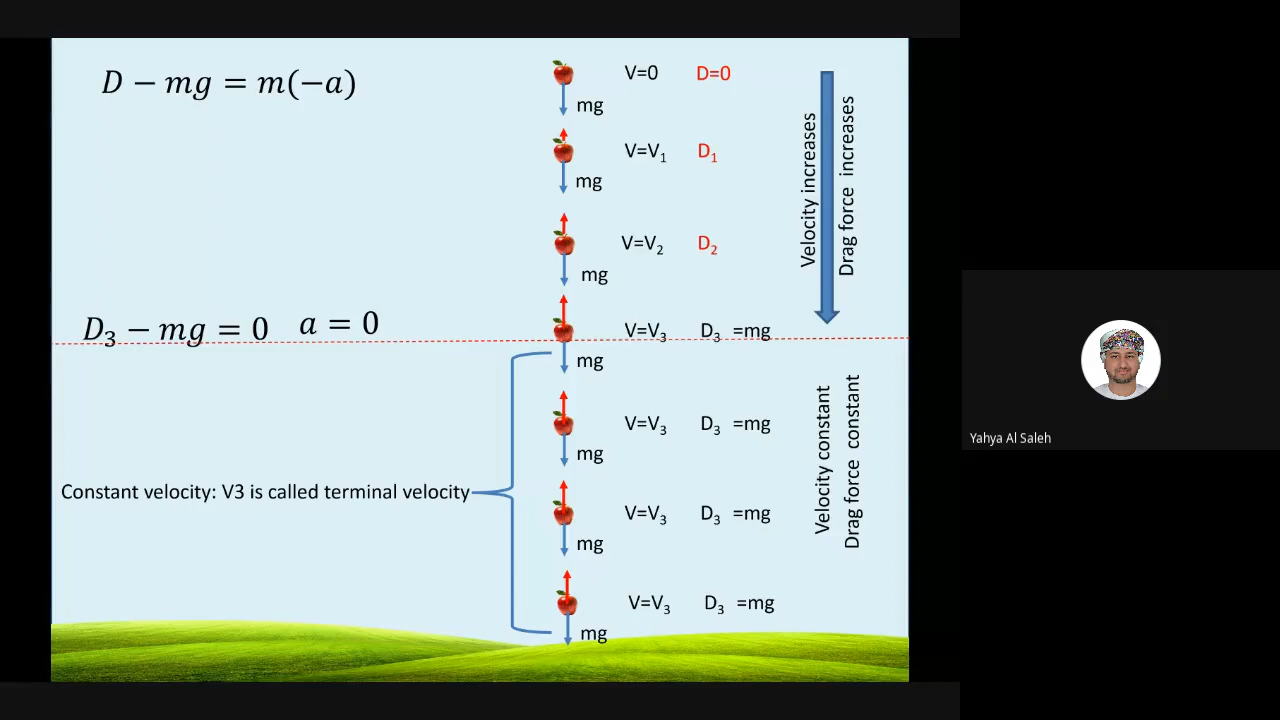 D − mg = m(−a)
V=0 D=0
mg
V=V₁ D₁
mg
V=V₂ D₂
mg
D₃ − mg = 0 a = 0
V=V₃ D₃ =mg
mg
V=V₃ D₃ =mg
mg
Constant velocity: V3 is called terminal velocity
V=V₃ D₃ =mg
mg
V=V₃ D₃ =mg
mg
Velocity increases
Drag force increases
Velocity constant
Drag force constant
Yahya Al Saleh